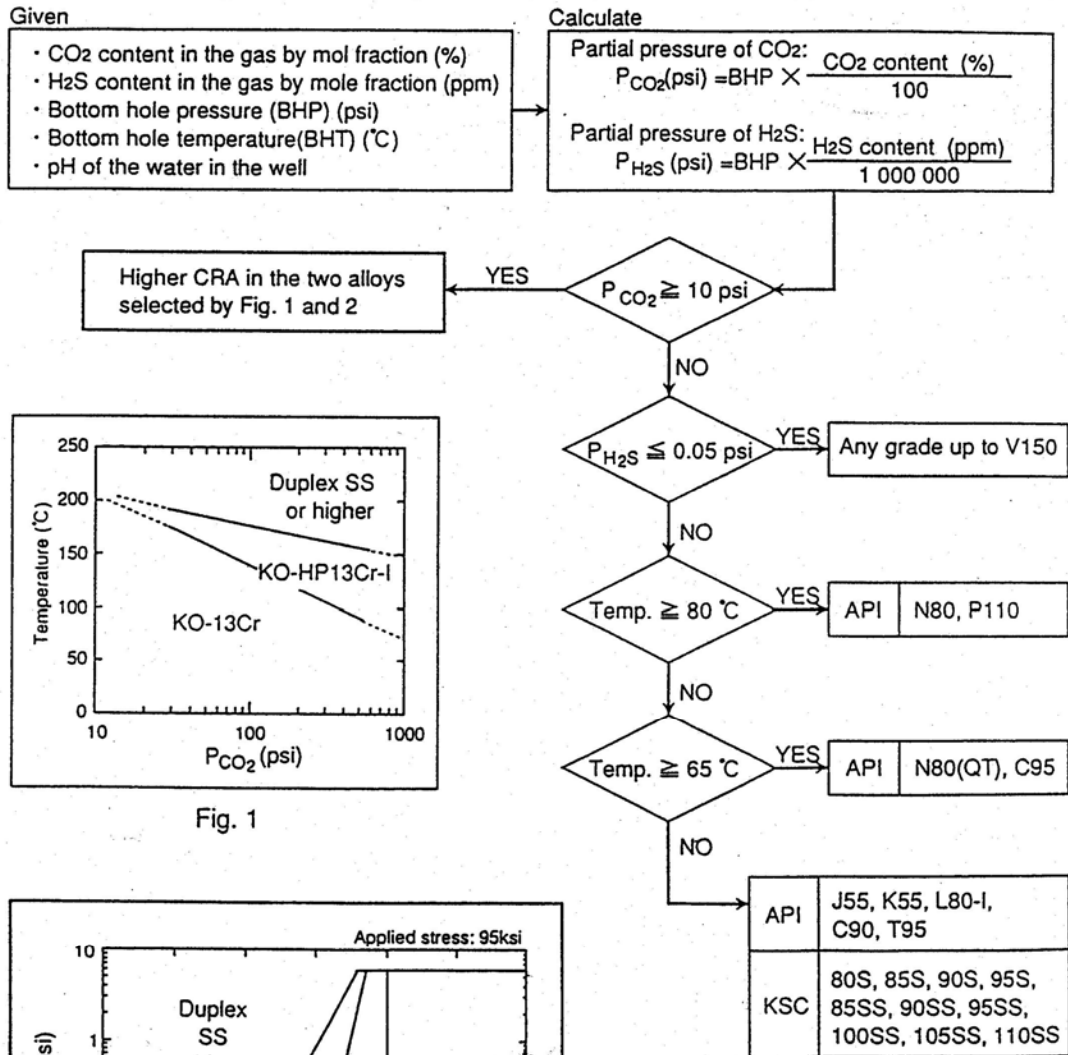 Given
· CO2 content in the gas by mol fraction (%)
· H2S content in the gas by mole fraction (ppm)
· Bottom hole pressure (BHP) (psi)
· Bottom hole temperature(BHT) (˚C)
· pH of the water in the well
Calculate
Partial pressure of CO2:
PCO2(psi) =BHP × CO2 content (%)
100
Partial pressure of H2S:
PH2S (psi) =BHP × H2S content (ppm)
1 000 000
PCO2 ≧ 10 psi
YES
Higher CRA in the two alloys
selected by Fig. 1 and 2
NO
PH2S ≦ 0.05 psi
YES
Any grade up to V150
NO
Temp. ≧ 80 ˚C
YES
API N80, P110
NO
Temp. ≧ 65 ˚C
YES
API N80(QT), C95
NO
API
J55, K55, L80-I,
C90, T95
KSC
80S, 85S, 90S, 95S,
85SS, 90SS, 95SS,
100SS, 105SS, 110SS
250
200
150
100
50
0
Temperature (˚C)
Duplex SS
or higher
KO-HP13Cr-I
KO-13Cr
10
100
1000
PCO2 (psi)
Fig. 1
Applied stress: 95ksi
10
Duplex
SS
1
si)